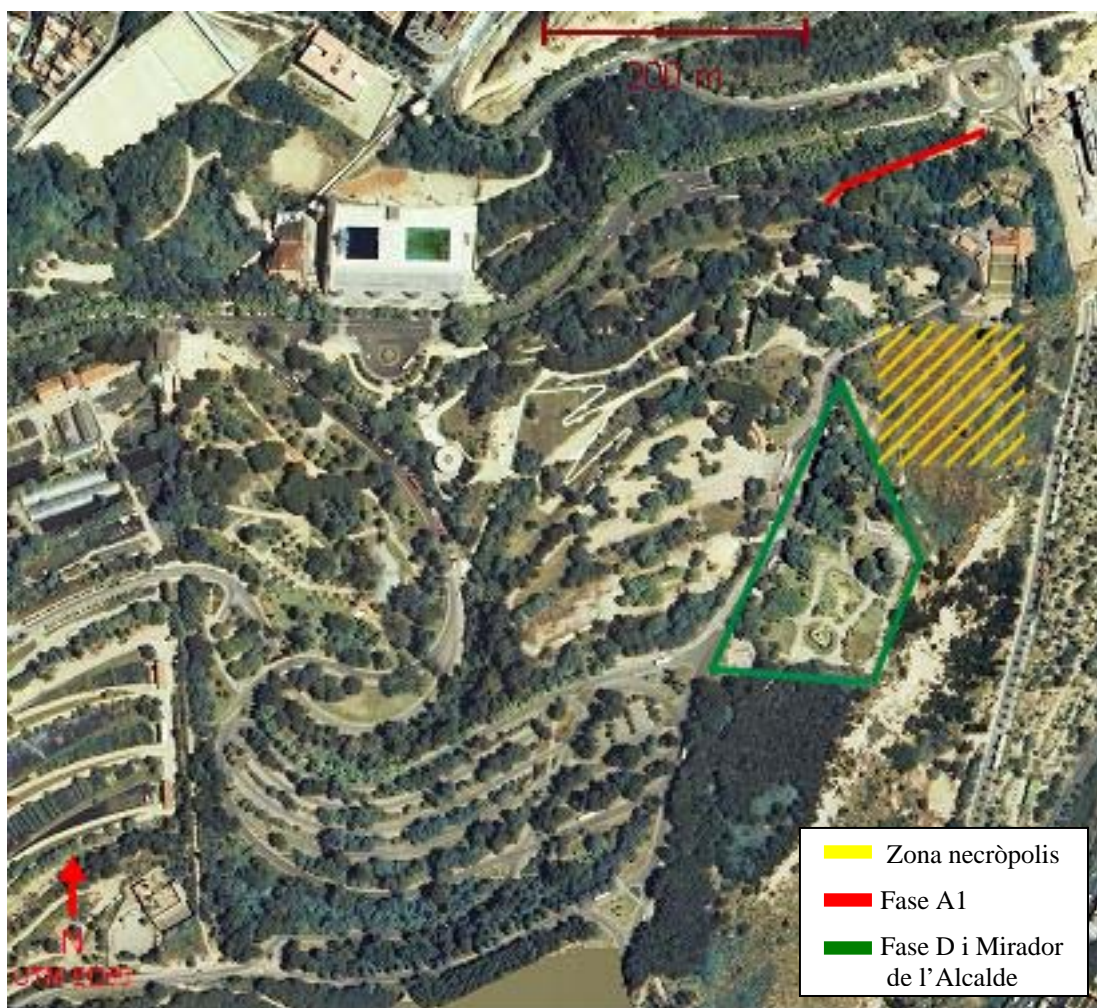 200 m
Zona necròpolis
Fase A1
Fase D i Mirador
de l'Alcalde
N